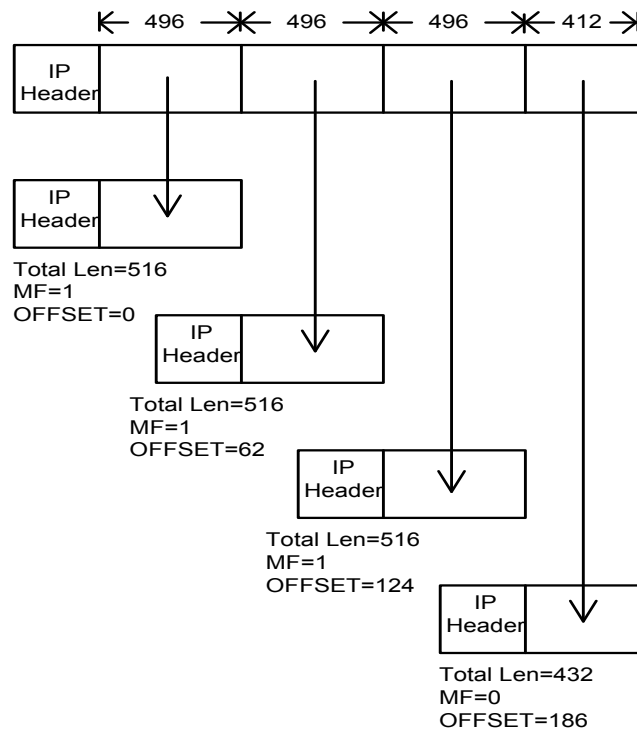 496 496 496 412
IP
Header
IP
Header
Total Len=516
MF=1
OFFSET=0
IP
Header
Total Len=516
MF=1
OFFSET=62
IP
Header
Total Len=516
MF=1
OFFSET=124
IP
Header
Total Len=432
MF=0
OFFSET=186